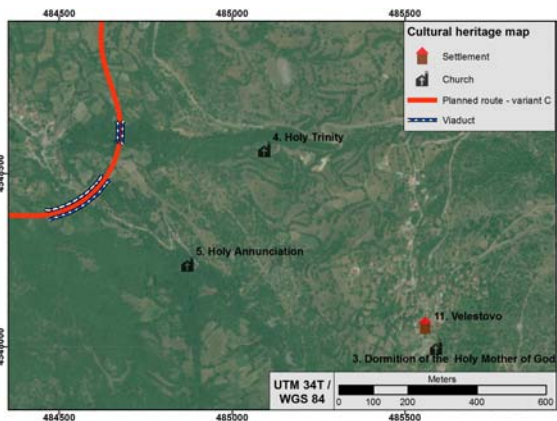 484500 485000 485500
Cultural heritage map
Settlement
Church
Planned route - variant C
Viaduct
4. Holy Trinity
5. Holy Annunciation
11. Velestovo
3. Dormition of the Holy Mother of God
UTM 34T /
WGS 84
Meters
0 100 200 400 600
484500 485000 485500